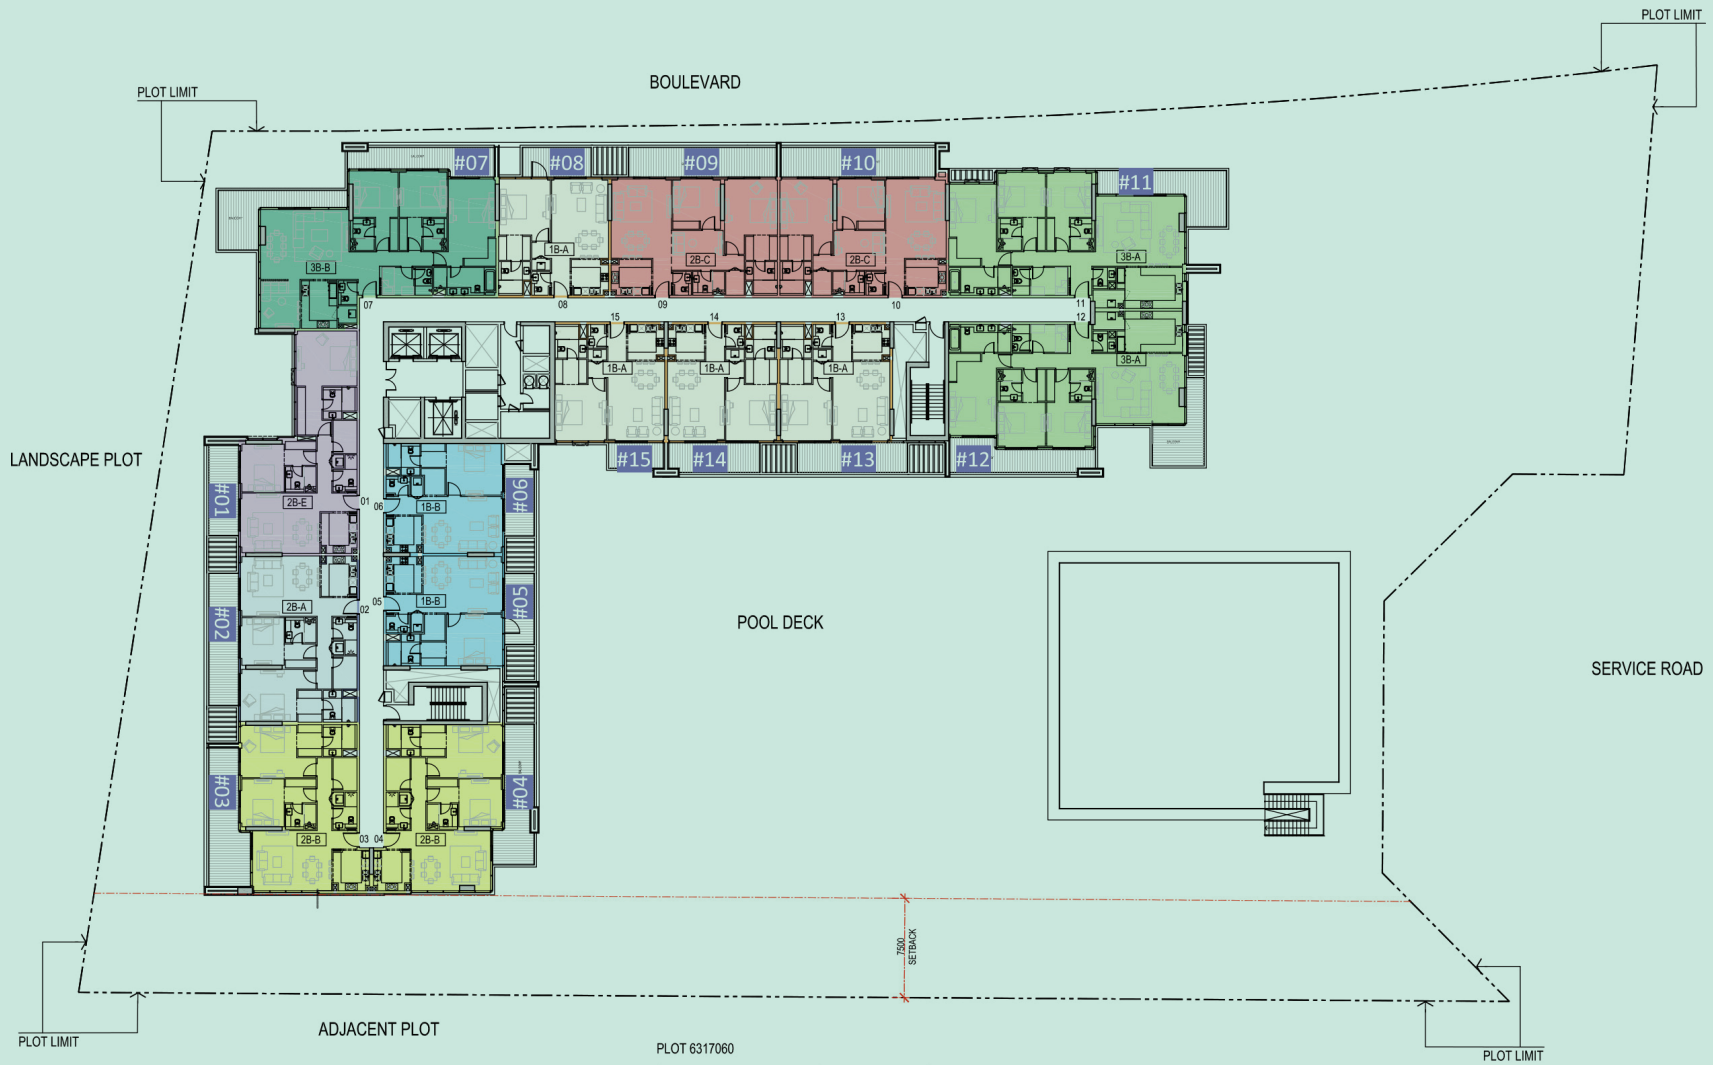 PLOT LIMIT
BOULEVARD
PLOT LIMIT
#07
#08
#09
#10
#11
3B-B
1B-A
2B-C
2B-C
3B-A
07
08
09
10
11
15
14
13
12
1B-A
1B-A
1B-A
3B-A
#15
#14
#13
#12
LANDSCAPE PLOT
#01
2B-E
01
06
1B-B
#06
#02
2B-A
02
05
1B-B
#05
POOL DECK
SERVICE ROAD
#03
2B-B
03
04
2B-B
#04
7500
SETBACK
PLOT LIMIT
ADJACENT PLOT
PLOT 6317060
PLOT LIMIT